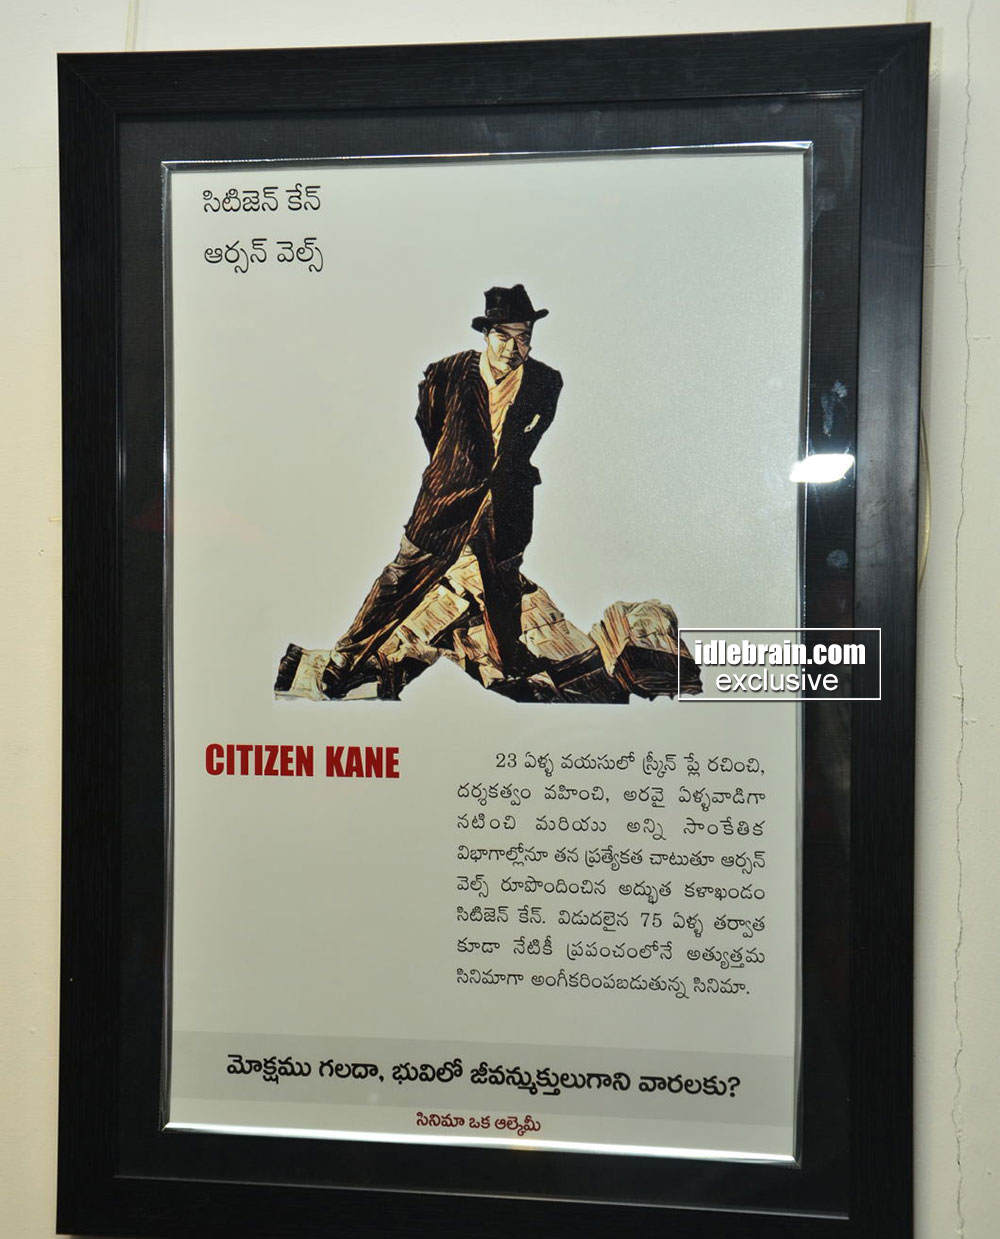 సిటిజెన్ కేన్
ఆర్సన్ వెల్స్
idlebrain.com
exclusive
CITIZEN KANE
23 ఏళ్ళ వయసులో స్క్రీన్ ప్లే రచించి,
దర్శకత్వం వహించి, అరవై ఏళ్ళవాడిగా
నటించి మరియు అన్ని సాంకేతిక
విభాగాల్లోనూ తన ప్రత్యేకత చాటుతూ ఆర్సన్
వెల్స్ రూపొందించిన అద్భుత కళాఖండం
సిటిజెన్ కేన్. విడుదలైన 75 ఏళ్ళ తర్వాత
కూడా నేటికీ ప్రపంచంలోనే అత్యుత్తమ
సినిమాగా అంగీకరింపబడుతున్న సినిమా.
మోక్షము గలదా, భువిలో జీవన్ముక్తులుగాని వారలకు?
సినిమా ఒక ఆల్కెమీ